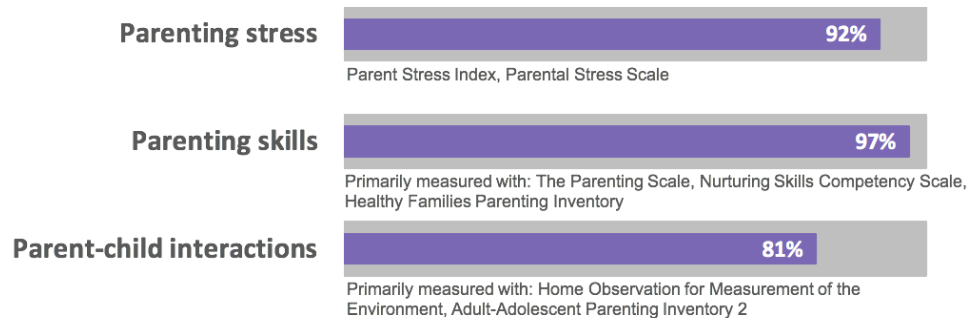 Parenting stress
92%
Parent Stress Index, Parental Stress Scale
Parenting skills
97%
Primarily measured with: The Parenting Scale, Nurturing Skills Competency Scale,
Healthy Families Parenting Inventory
Parent-child interactions
81%
Primarily measured with: Home Observation for Measurement of the
Environment, Adult-Adolescent Parenting Inventory 2